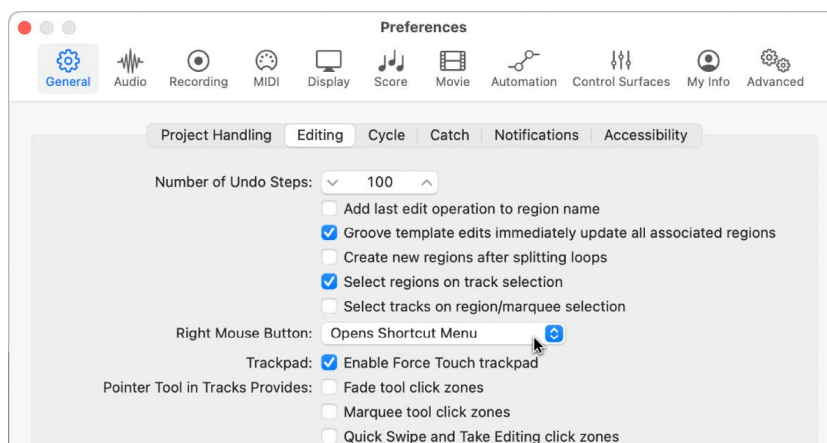 Preferences
General Audio Recording MIDI Display Score Movie Automation Control Surfaces My Info Advanced
Project Handling Editing Cycle Catch Notifications Accessibility
Number of Undo Steps: 100
Add last edit operation to region name
Groove template edits immediately update all associated regions
Create new regions after splitting loops
Select regions on track selection
Select tracks on region/marquee selection
Right Mouse Button: Opens Shortcut Menu
Trackpad: Enable Force Touch trackpad
Pointer Tool in Tracks Provides: Fade tool click zones
Marquee tool click zones
Quick Swipe and Take Editing click zones